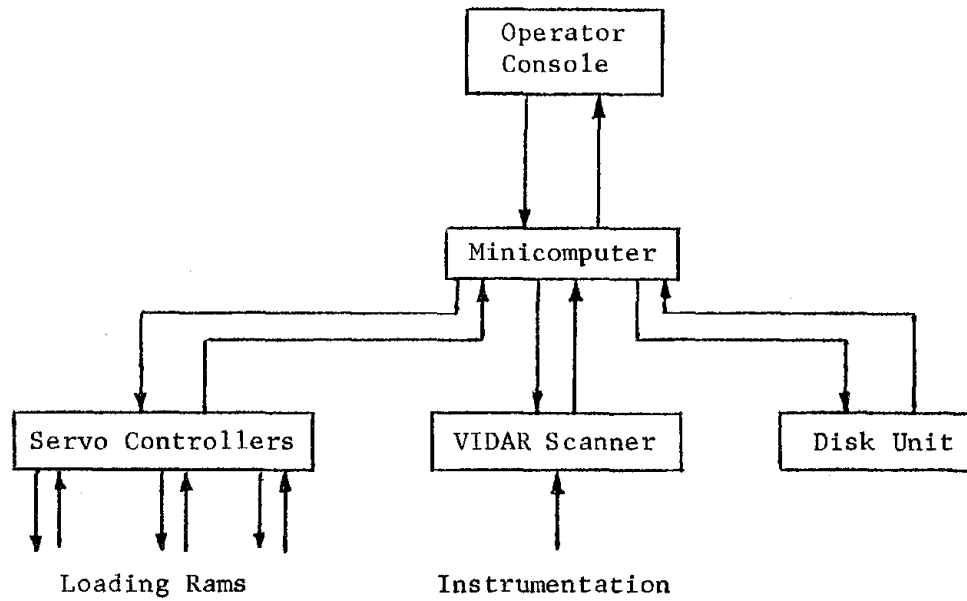 Operator
Console
Minicomputer
Servo Controllers
VIDAR Scanner
Disk Unit
Loading Rams
Instrumentation